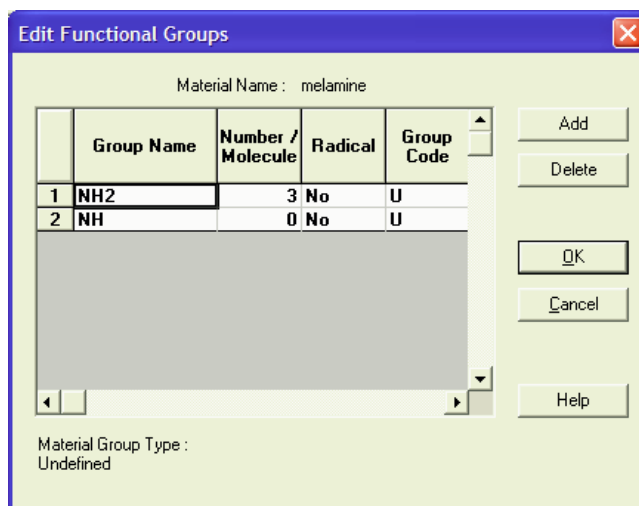 Edit Functional Groups
Material Name : melamine
Group Name Number / Molecule Radical Group Code
1 NH2 3 No U
2 NH 0 No U
Add
Delete
OK
Cancel
Help
Material Group Type :
Undefined